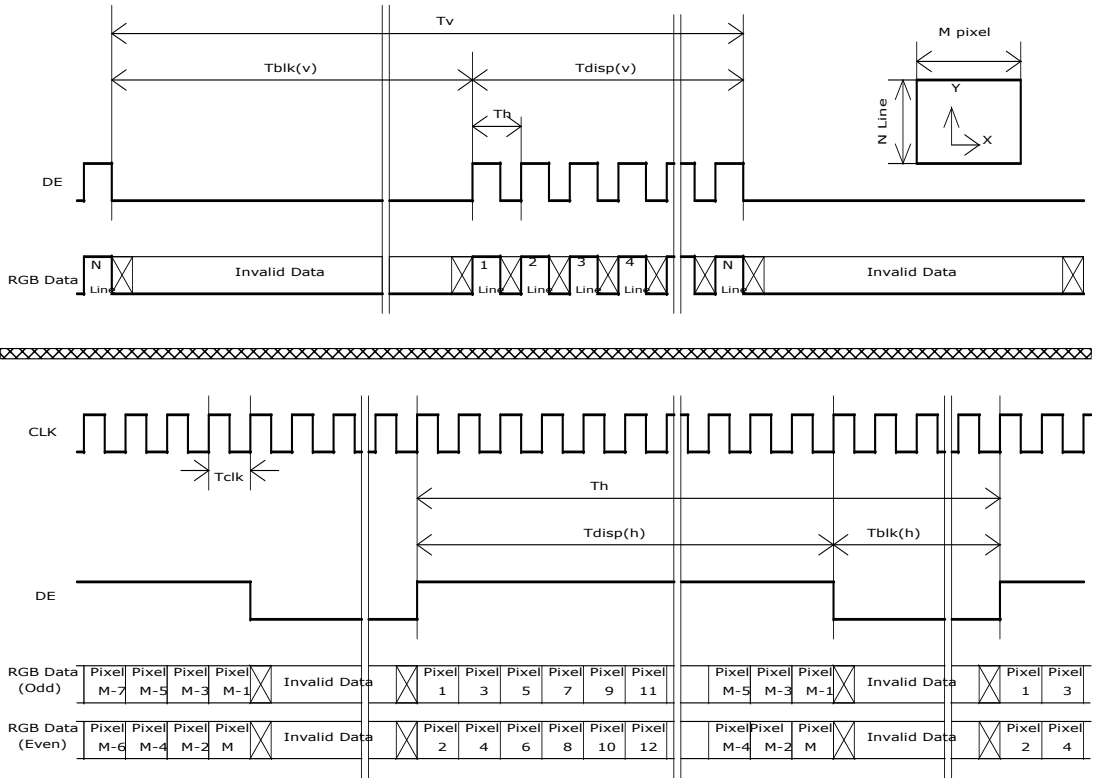 Tv
M pixel
Tblk(v)
Tdisp(v)
Y
N Line
Th
X
DE
RGB Data
N
Line
Invalid Data
1
Line
2
Line
3
Line
4
Line
N
Line
Invalid Data
CLK
Tclk
Th
Tdisp(h)
Tblk(h)
DE
RGB Data
(Odd)
Pixel
M-7
Pixel
M-5
Pixel
M-3
Pixel
M-1
Invalid Data
Pixel
1
Pixel
3
Pixel
5
Pixel
7
Pixel
9
Pixel
11
Pixel
M-5
Pixel
M-3
Pixel
M-1
Invalid Data
Pixel
1
Pixel
3
RGB Data
(Even)
Pixel
M-6
Pixel
M-4
Pixel
M-2
Pixel
M
Invalid Data
Pixel
2
Pixel
4
Pixel
6
Pixel
8
Pixel
10
Pixel
12
Pixel
M-4
Pixel
M-2
Pixel
M
Invalid Data
Pixel
2
Pixel
4